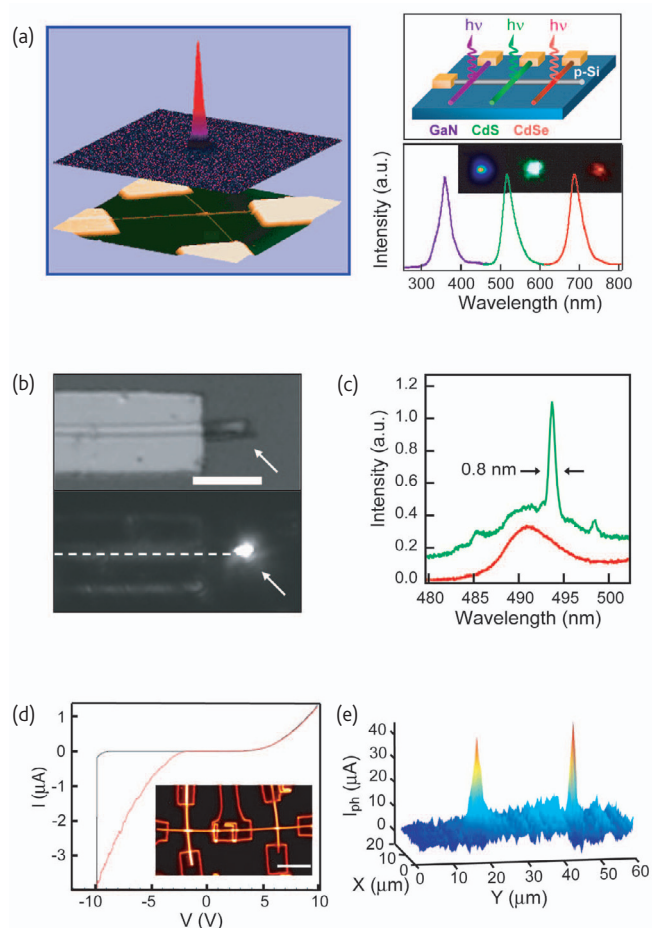 (a)
hν hν hν
p-Si
GaN CdS CdSe
Intensity (a.u.)
300 400 500 600 700 800
Wavelength (nm)
(b)
(c)
Intensity (a.u.)
1.2
1.0
0.8
0.6
0.4
0.2
0.0
0.8 nm
480 485 490 495 500
Wavelength (nm)
(d)
I (μA)
1
0
-1
-2
-3
-10 -5 0 5 10
V (V)
(e)
Iph (μA)
40
30
20
10
0
20
10
0
X (μm)
0 10 20 30 40 50 60
Y (μm)